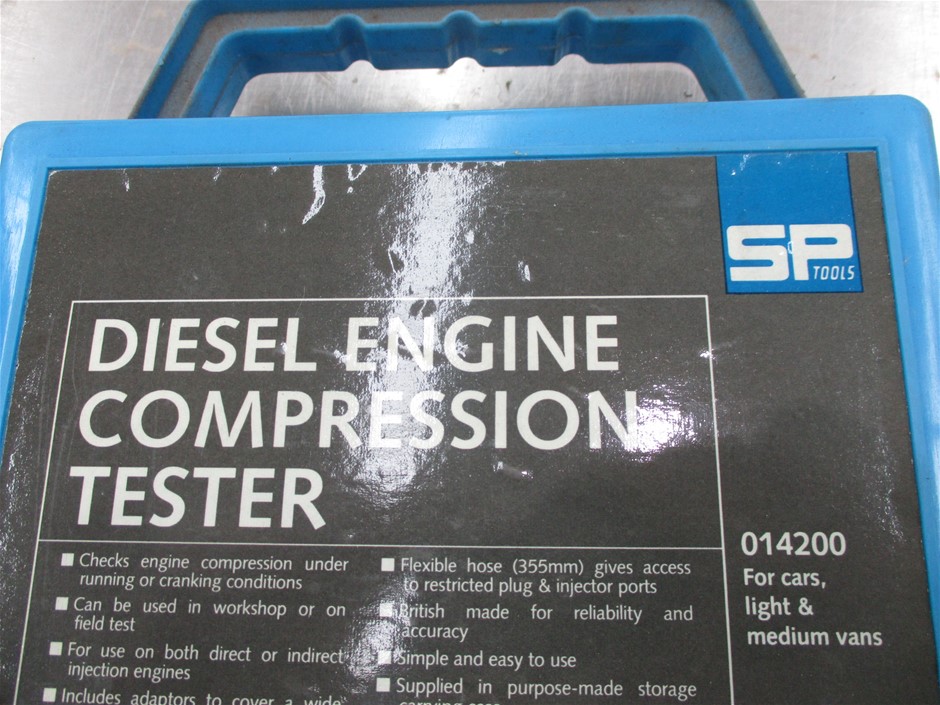 SP TOOLS
DIESEL ENGINE
COMPRESSION
TESTER
■ Checks engine compression under
running or cranking conditions
■ Can be used in workshop or on
field test
■ For use on both direct or indirect
injection engines
■ Includes adaptors to cover a wide
■ Flexible hose (355mm) gives access
to restricted plug & injector ports
■ British made for reliability and
accuracy
■ Simple and easy to use
■ Supplied in purpose-made storage
carrying case
014200
For cars,
light &
medium vans